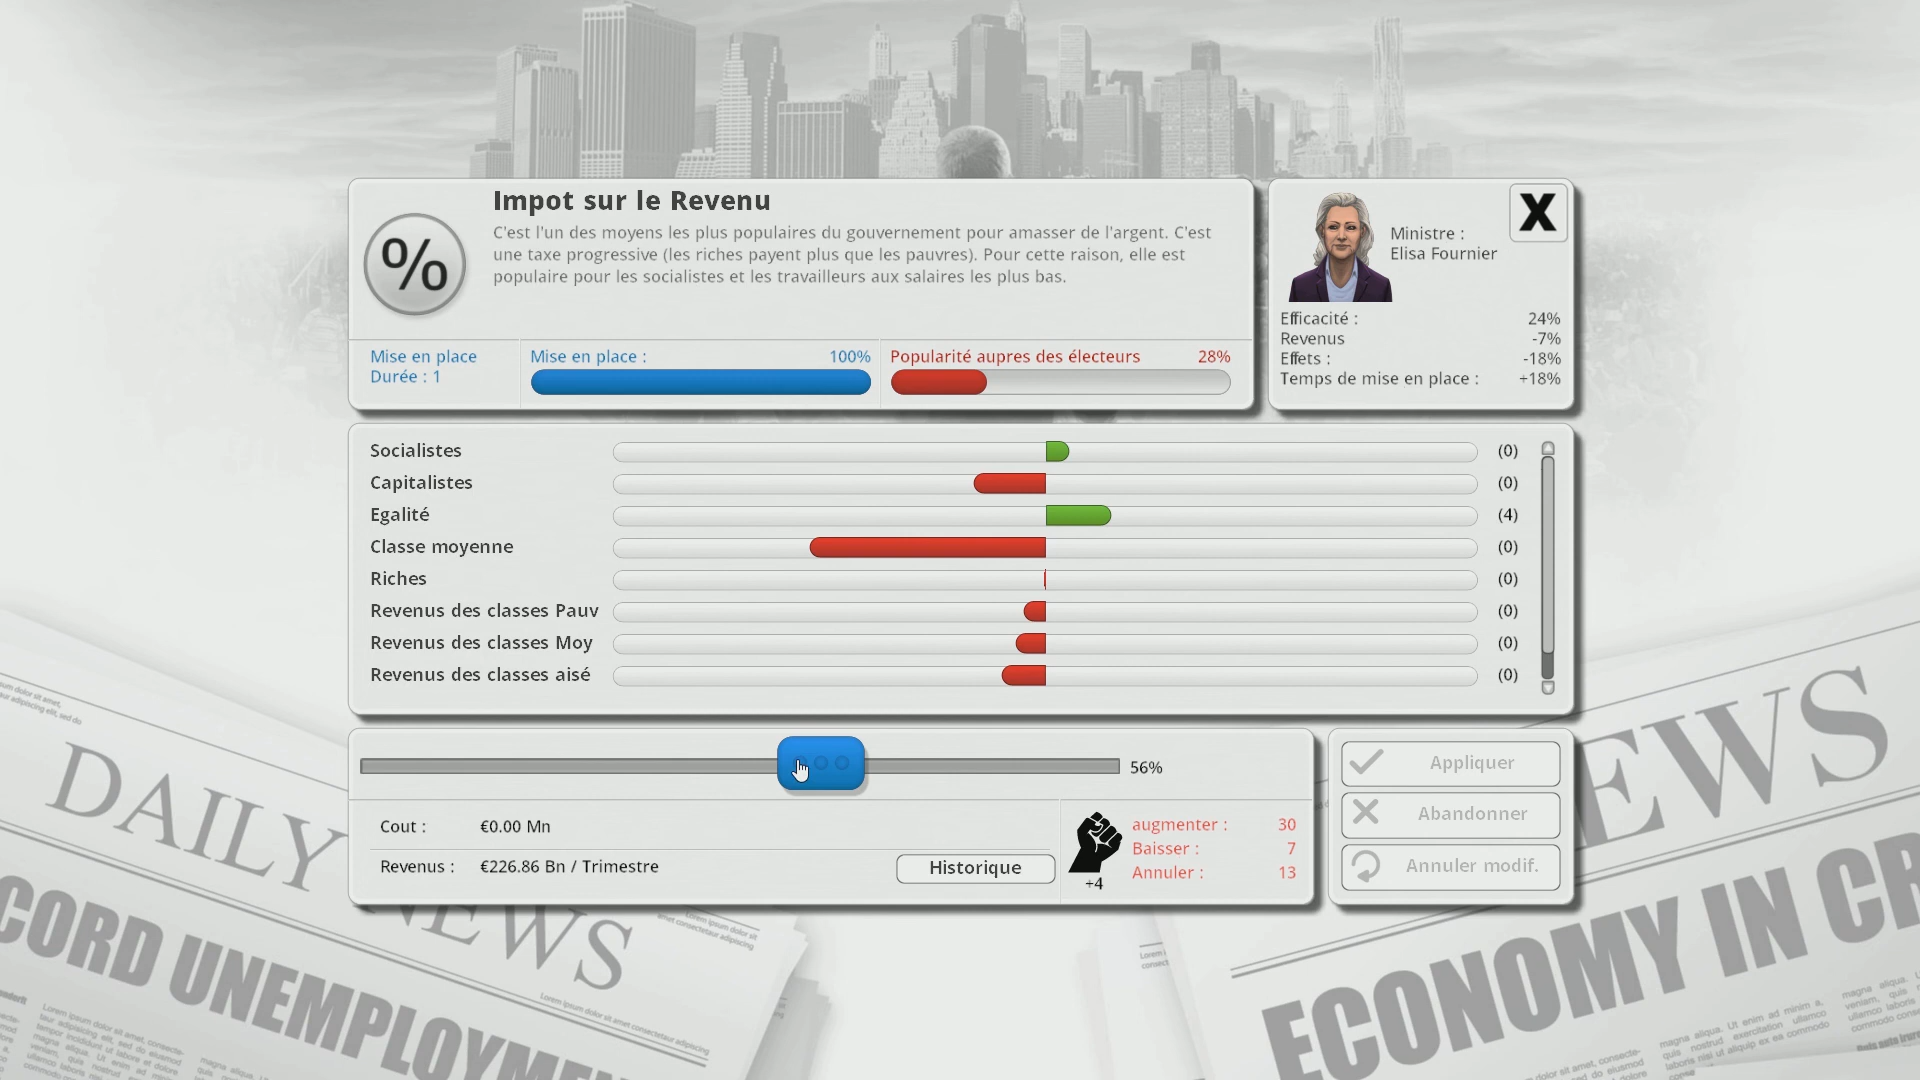 Impot sur le Revenu
C'est l'un des moyens les plus populaires du gouvernement pour amasser de l'argent. C'est
une taxe progressive (les riches payent plus que les pauvres). Pour cette raison, elle est
populaire pour les socialistes et les travailleurs aux salaires les plus bas.
%
Mise en place
Durée : 1
Mise en place : 100%
Popularité aupres des électeurs 28%
X
Ministre :
Elisa Fournier
Efficacité : 24%
Revenus -7%
Effets : -18%
Temps de mise en place : +18%
Socialistes (0)
Capitalistes (0)
Egalité (4)
Classe moyenne (0)
Riches (0)
Revenus des classes Pauv (0)
Revenus des classes Moy (0)
Revenus des classes aisé (0)
56%
Cout : €0.00 Mn
Revenus : €226.86 Bn / Trimestre
Historique
+4
augmenter : 30
Baisser : 7
Annuler : 13
Appliquer
Abandonner
Annuler modif.
DAILY NEWS
CORD UNEMPLOYME
EWS
ECONOMY IN CR